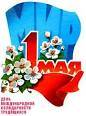 МИР
1
МАЯ
ДЕНЬ
МЕЖДУНАРОДНОЙ
СОЛИДАРНОСТИ
ТРУДЯЩИХСЯ